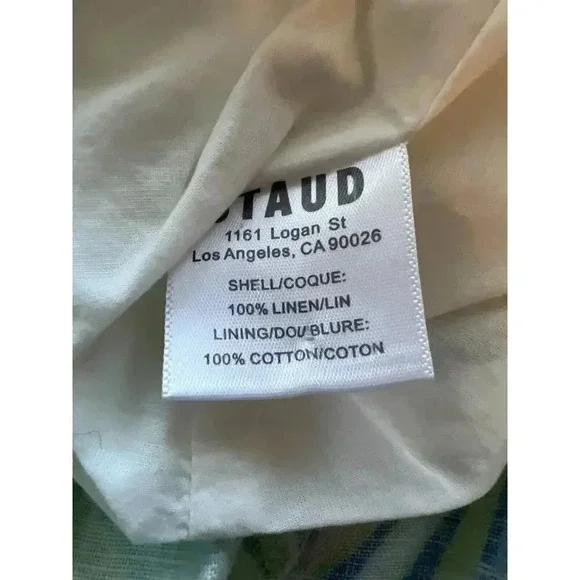 STAUD
1161 Logan St
Los Angeles, CA 90026
SHELL/COQUE:
100% LINEN/LIN
LINING/DOUBLURE:
100% COTTON/COTON